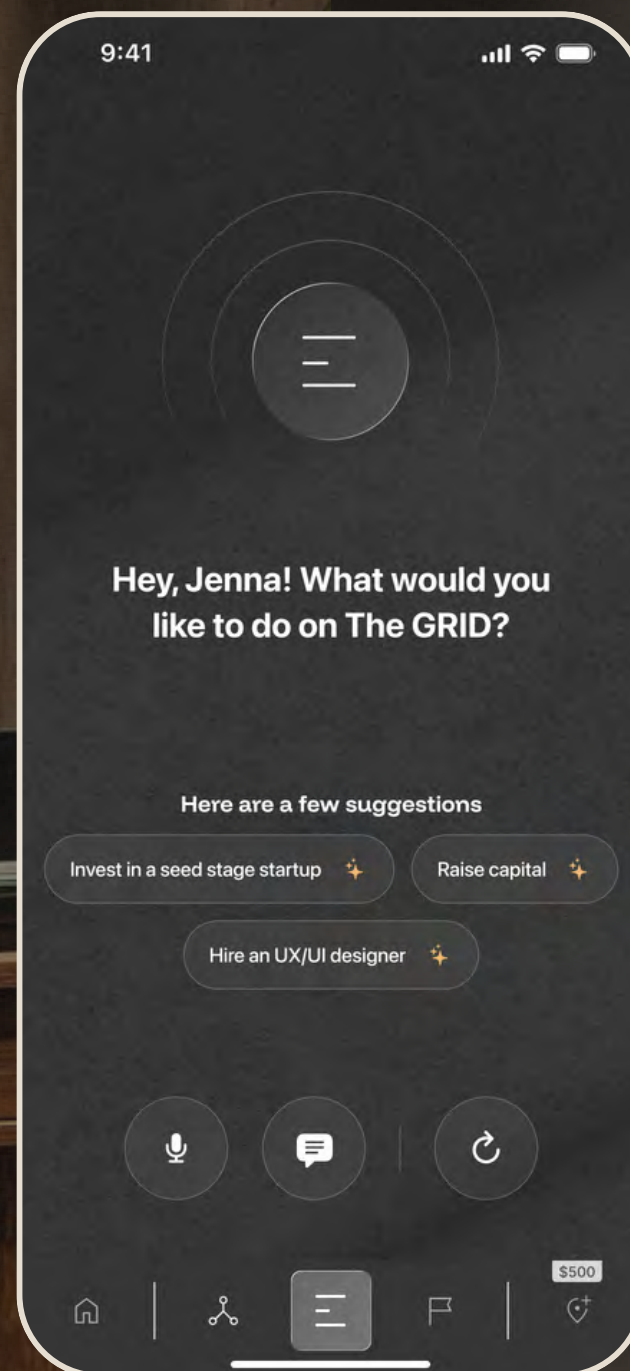 9:41
Hey, Jenna! What would you
like to do on The GRID?
Here are a few suggestions
Invest in a seed stage startup
Raise capital
Hire an UX/UI designer
$500